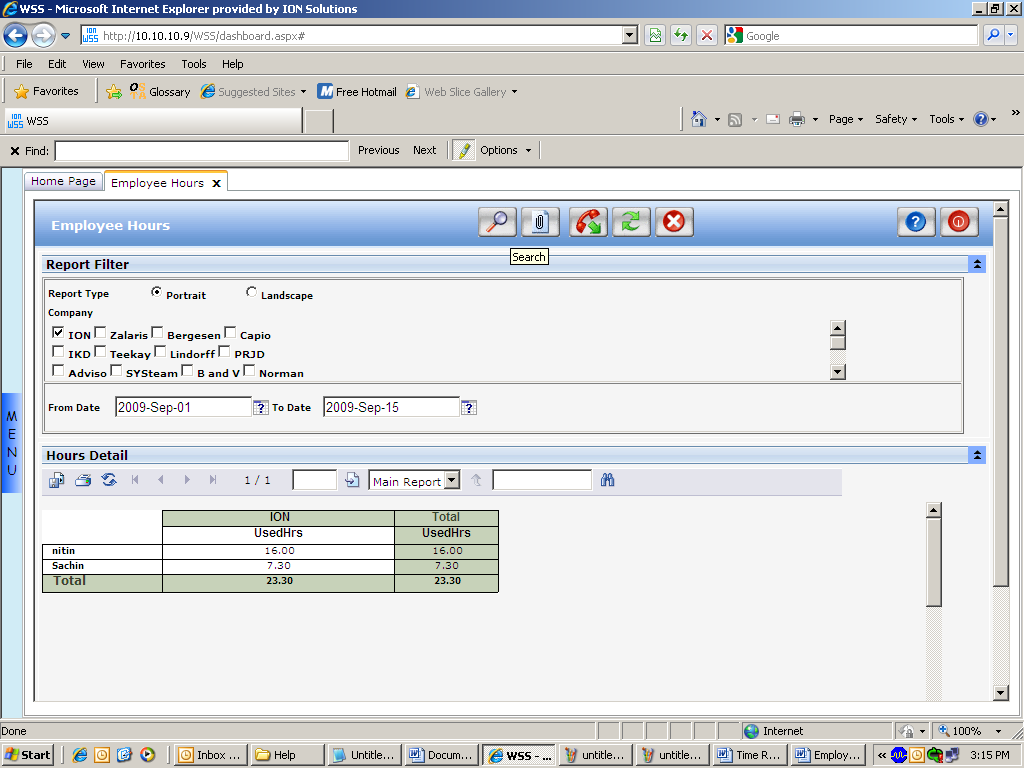 WSS - Microsoft Internet Explorer provided by ION Solutions
ION WSS http://10.10.10.9/WSS/dashboard.aspx# Google
File Edit View Favorites Tools Help
Favorites Glossary Suggested Sites Free Hotmail Web Slice Gallery
ION WSS WSS Page Safety Tools »
x Find: Previous Next Options
Home Page Employee Hours x
Employee Hours
Search
Report Filter
Report Type Portrait Landscape
Company
ION Zalaris Bergesen Capio
IKD Teekay Lindorff PRJD
Adviso SYSteam B and V Norman
From Date 2009-Sep-01 To Date 2009-Sep-15
MENU
Hours Detail
1 / 1 Main Report
ION Total
UsedHrs UsedHrs
nitin 16.00 16.00
Sachin 7.30 7.30
Total 23.30 23.30
Done Internet 100%
Start Inbox ... Help Untitle... Docum... WSS - ... untitle... untitle... Time R... Employ... « 3:15 PM